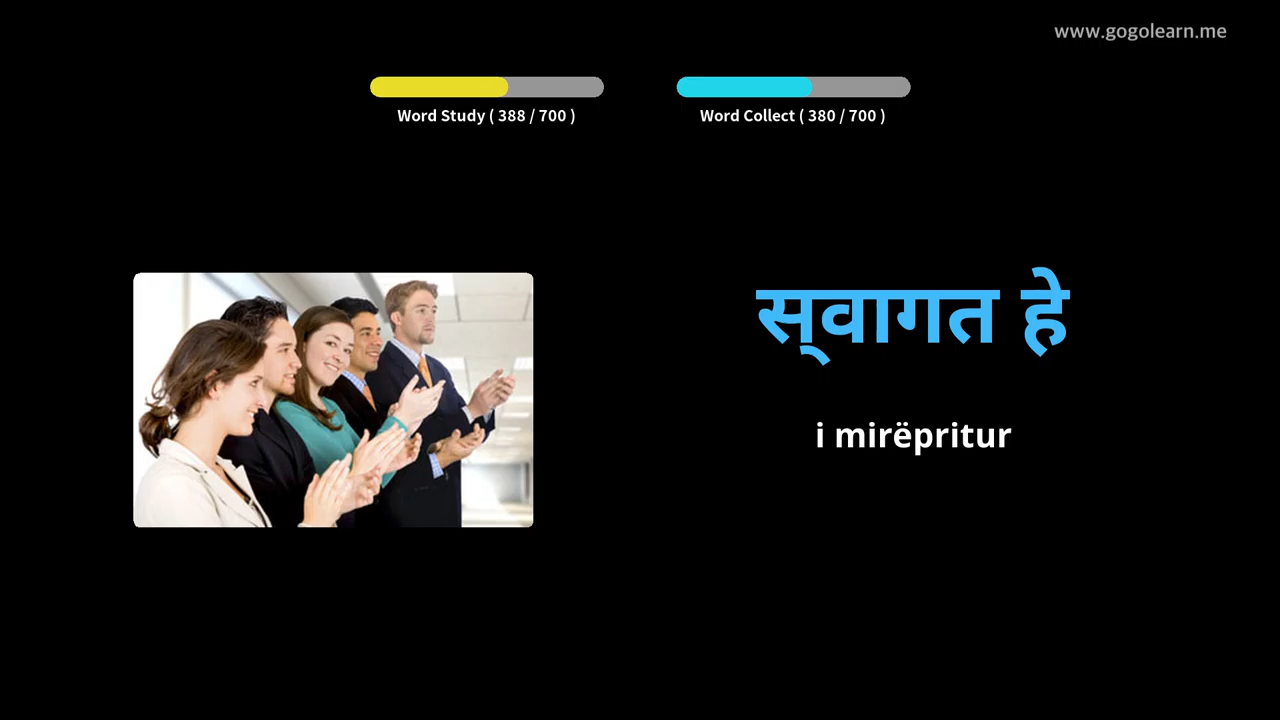 www.gogolearn.me
Word Study ( 388 / 700 )
Word Collect ( 380 / 700 )
स्‌वागत हे
i mirëpritur